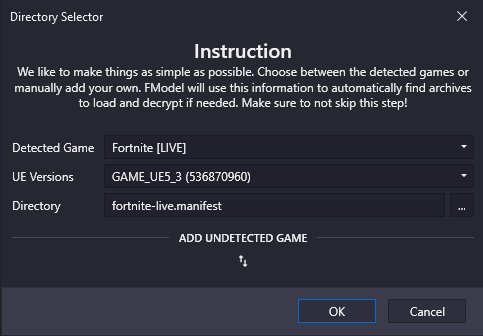 Directory Selector
Instruction
We like to make things as simple as possible. Choose between the detected games or
manually add your own. FModel will use this information to automatically find archives
to load and decrypt if needed. Make sure to not skip this step!
Detected Game Fortnite [LIVE]
UE Versions GAME_UE5_3 (536870960)
Directory fortnite-live.manifest ...
ADD UNDETECTED GAME
OK Cancel